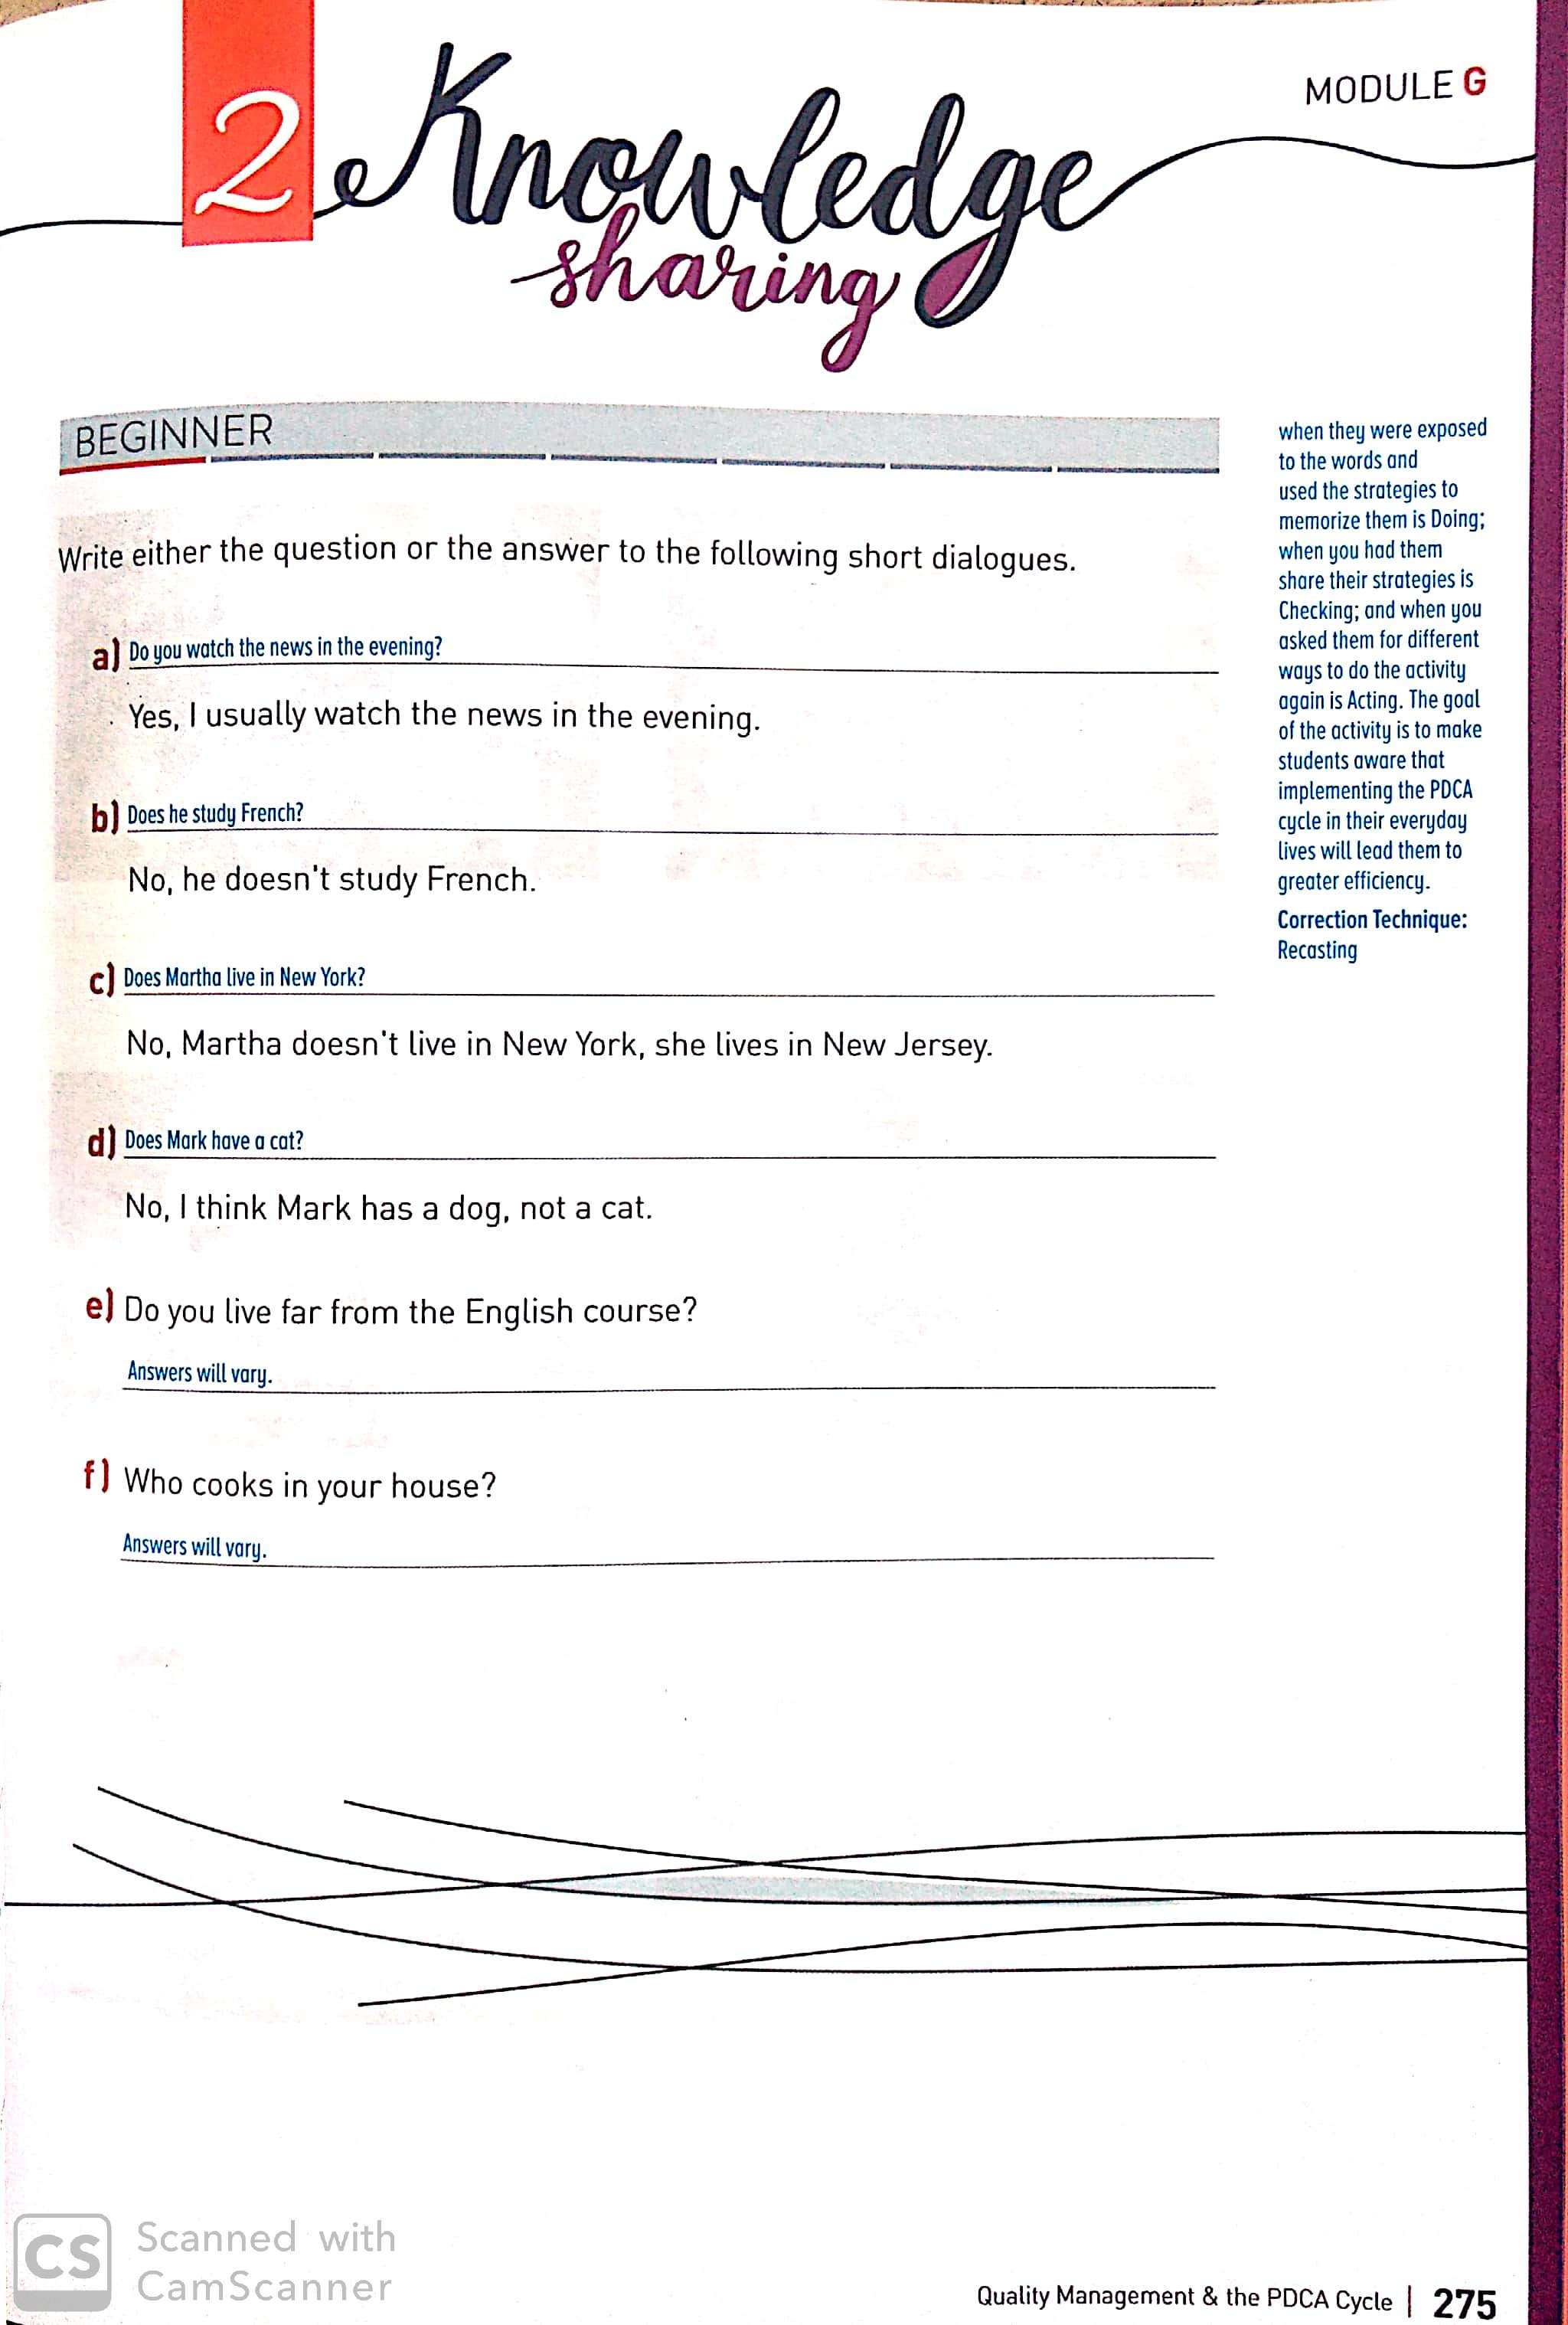 2 Knowledge
sharing
MODULE G
BEGINNER
Write either the question or the answer to the following short dialogues.
a) Do you watch the news in the evening?
Yes, I usually watch the news in the evening.
b) Does he study French?
No, he doesn't study French.
c) Does Martha live in New York?
No, Martha doesn't live in New York, she lives in New Jersey.
d) Does Mark have a cat?
No, I think Mark has a dog, not a cat.
e) Do you live far from the English course?
Answers will vary.
f) Who cooks in your house?
Answers will vary.
when they were exposed
to the words and
used the strategies to
memorize them is Doing;
when you had them
share their strategies is
Checking; and when you
asked them for different
ways to do the activity
again is Acting. The goal
of the activity is to make
students aware that
implementing the PDCA
cycle in their everyday
lives will lead them to
greater efficiency.
Correction Technique:
Recasting
CS Scanned with
CamScanner
Quality Management & the PDCA Cycle | 275